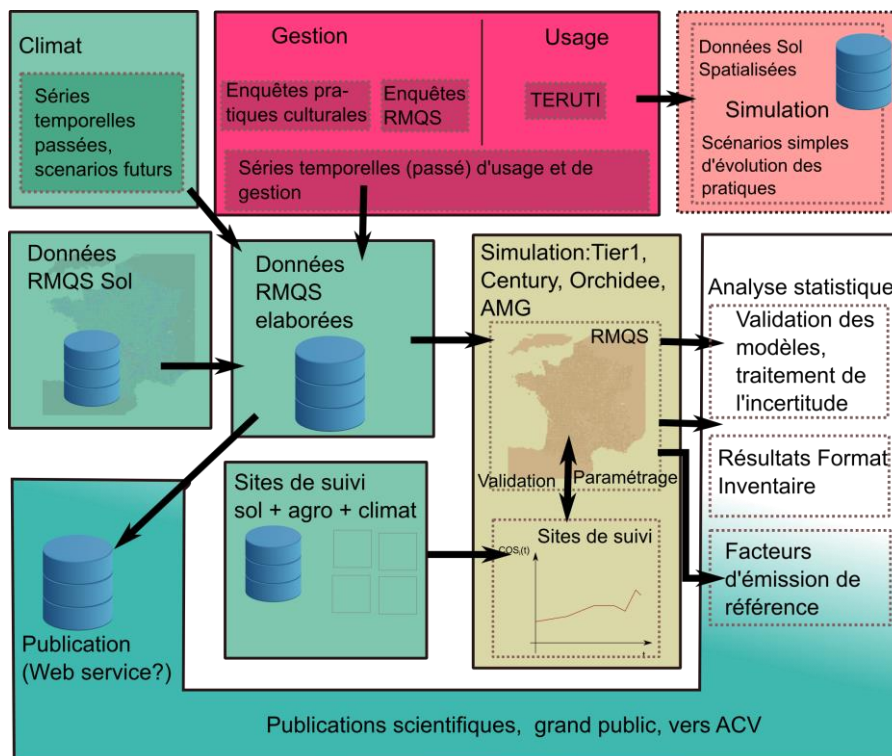 Climat
Séries
temporelles
passées,
scenarios futurs
Gestion
Usage
Enquêtes pra-
tiques culturales
Enquêtes
RMQS
TERUTI
Séries temporelles (passé) d'usage et de
gestion
Données Sol
Spatialisées
Simulation
Scénarios simples
d'évolution des
pratiques
Données
RMQS Sol
Données
RMQS
elaborées
Simulation:Tier1,
Century, Orchidee,
AMG
RMQS
Validation
Paramétrage
Sites de suivi
COSi(t)
t
Analyse statistique
Validation des
modèles,
traitement de
l'incertitude
Résultats Format
Inventaire
Facteurs
d'émission de
référence
Sites de suivi
sol + agro + climat
Publication
(Web service?)
Publications scientifiques, grand public, vers ACV